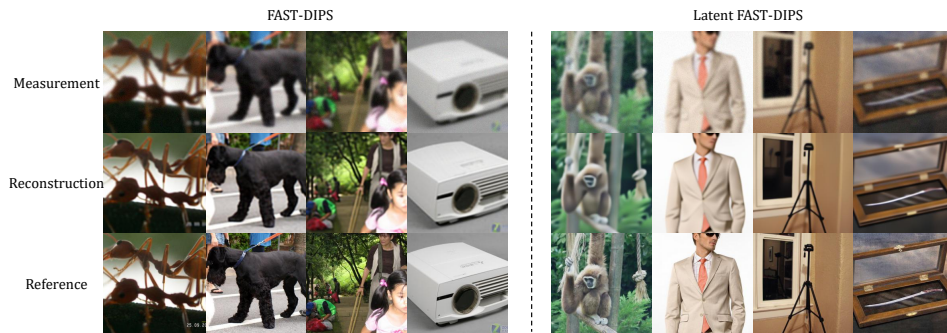 FAST-DIPS
Latent FAST-DIPS
Measurement
Reconstruction
Reference